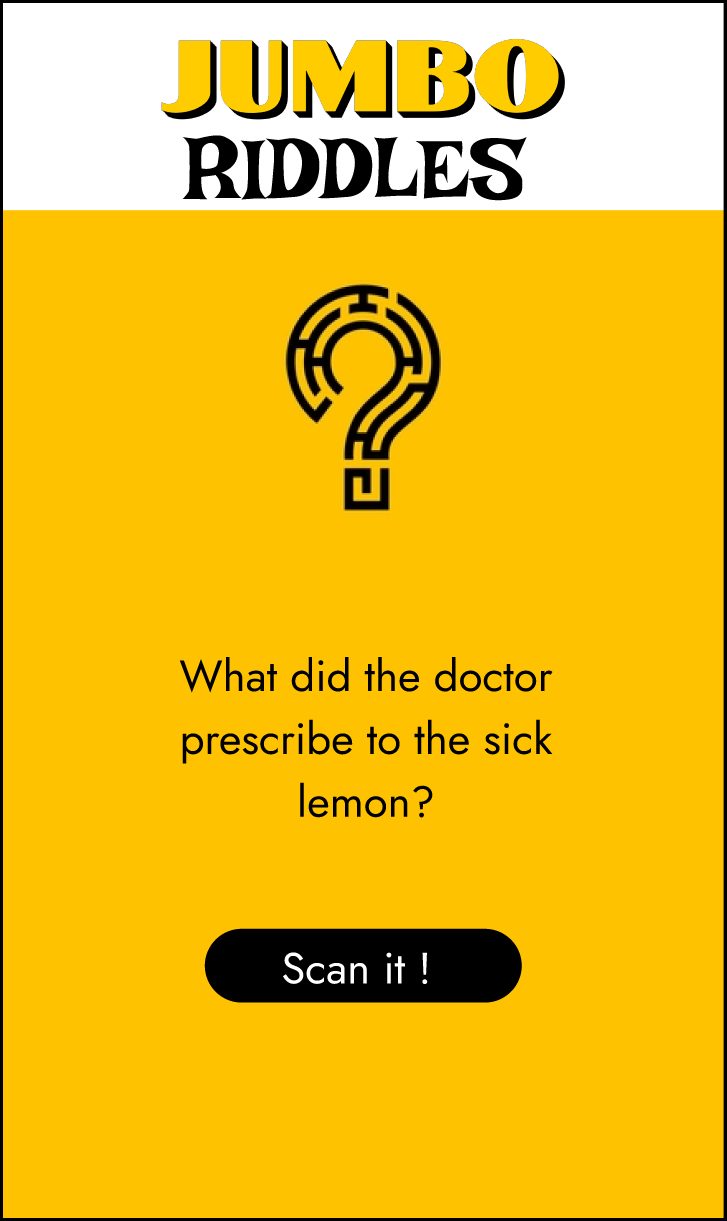 JUMBO
RIDDLES
What did the doctor
prescribe to the sick
lemon?
Scan it !